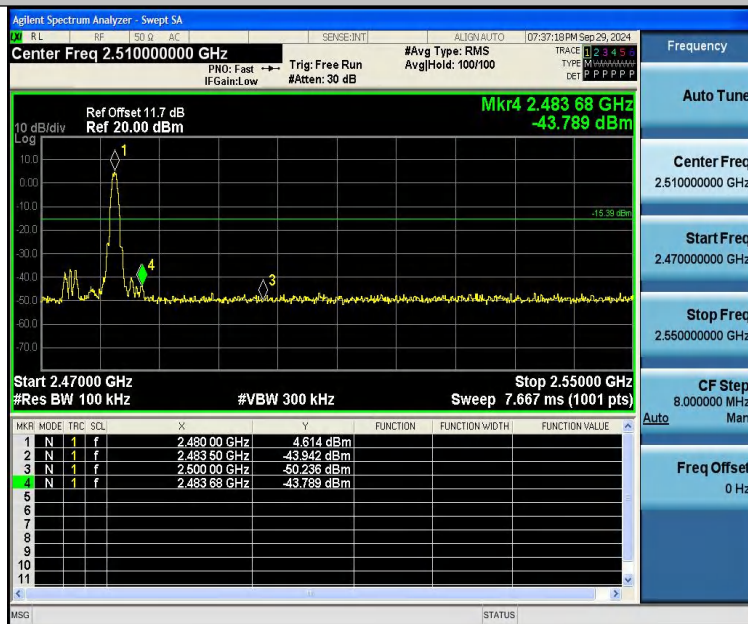 Agilent Spectrum Analyzer - Swept SA
LXI RL RF 50 Ω AC SENSE:INT ALIGNAUTO 07:37:18 PM Sep 29, 2024
Center Freq 2.510000000 GHz #Avg Type: RMS TRACE 1 2 3 4 5 6
PNO: Fast Trig: Free Run Avg|Hold: 100/100 TYPE M
IFGain:Low #Atten: 30 dB DET P P P P P P
Frequency
Auto Tune
Center Freq
2.510000000 GHz
Start Freq
2.470000000 GHz
Stop Freq
2.550000000 GHz
CF Step
8.000000 MHz
Auto Man
Freq Offset
0 Hz
Mkr4 2.483 68 GHz
-43.789 dBm
Ref Offset 11.7 dB
10 dB/div Ref 20.00 dBm
Log
10.0
0.00
-10.0
-20.0
-30.0
-40.0
-50.0
-60.0
-70.0
1
4
3
-15.39 dBm
Start 2.47000 GHz Stop 2.55000 GHz
#Res BW 100 kHz #VBW 300 kHz Sweep 7.667 ms (1001 pts)
MKR MODE TRC SCL X Y FUNCTION FUNCTION WIDTH FUNCTION VALUE
1 N 1 f 2.480 00 GHz 4.614 dBm
2 N 1 f 2.483 50 GHz -43.942 dBm
3 N 1 f 2.500 00 GHz -50.236 dBm
4 N 1 f 2.483 68 GHz -43.789 dBm
5
6
7
8
9
10
11
MSG STATUS